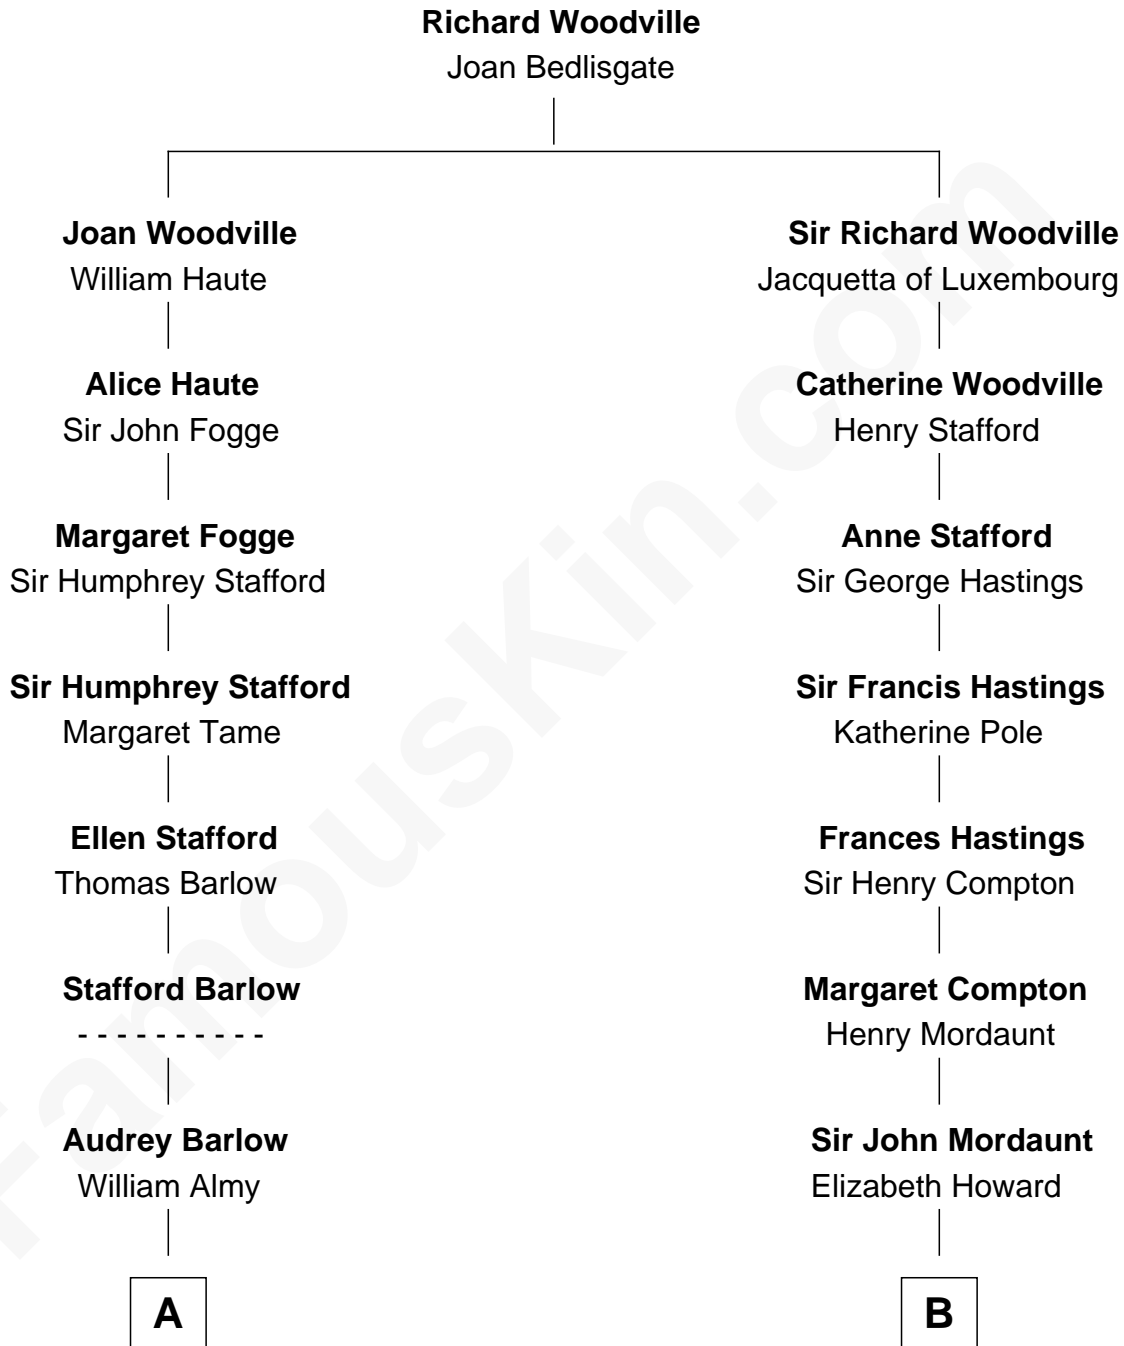 Richard Woodville
Joan Bedlisgate
Joan Woodville
William Haute
Sir Richard Woodville
Jacquetta of Luxembourg
Alice Haute
Sir John Fogge
Catherine Woodville
Henry Stafford
Margaret Fogge
Sir Humphrey Stafford
Anne Stafford
Sir George Hastings
Sir Humphrey Stafford
Margaret Tame
Sir Francis Hastings
Katherine Pole
Ellen Stafford
Thomas Barlow
Frances Hastings
Sir Henry Compton
Stafford Barlow
- - - - - - - - - -
Margaret Compton
Henry Mordaunt
Audrey Barlow
William Almy
Sir John Mordaunt
Elizabeth Howard
A
B
FamousKin.com